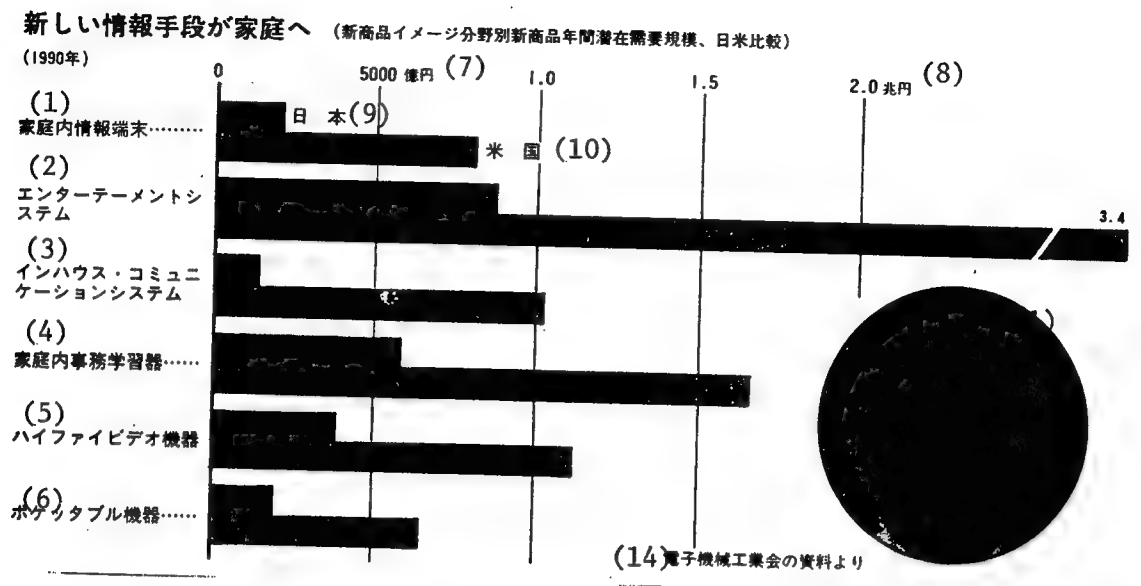 新しい情報手段が家庭へ (新商品イメージ分野別新商品年間潜在需要規模、日米比較)
(1990年)
0 5000 億円 (7) 1.0 1.5 2.0 兆円 (8)
(1)
家庭内情報端末………
日 本 (9)
米 国 (10)
(2)
エンターテーメントシ
ステム
3.4
(3)
インハウス・コミュニ
ケーションシステム
(4)
家庭内事務学習器……
(5)
ハイファイビデオ機器
(6)
ポケッタブル機器……
(14) 電子機械工業会の資料より